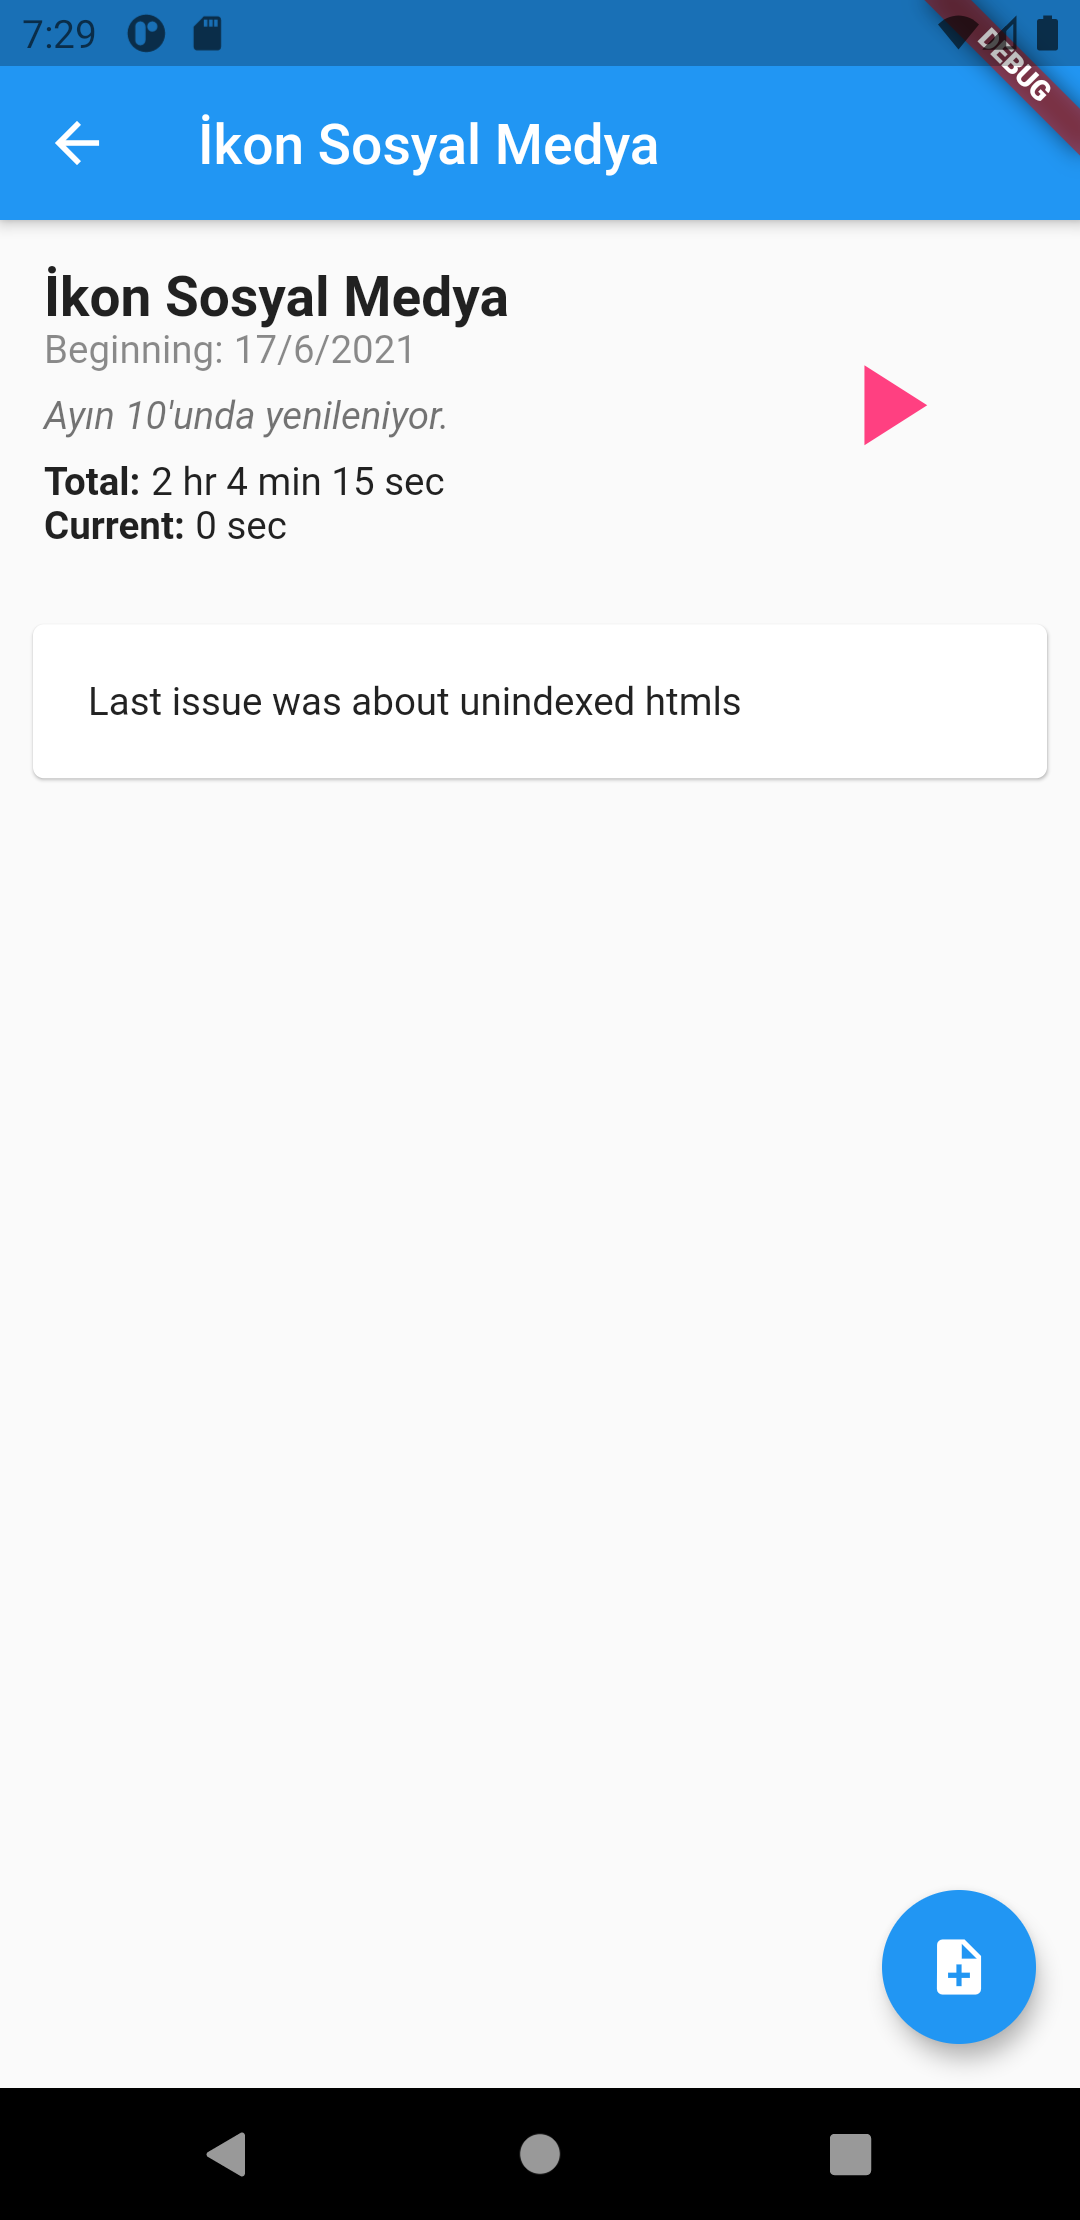 7:29
DEBUG
İkon Sosyal Medya
İkon Sosyal Medya
Beginning: 17/6/2021
Ayın 10'unda yenileniyor.
Total: 2 hr 4 min 15 sec
Current: 0 sec
Last issue was about unindexed htmls